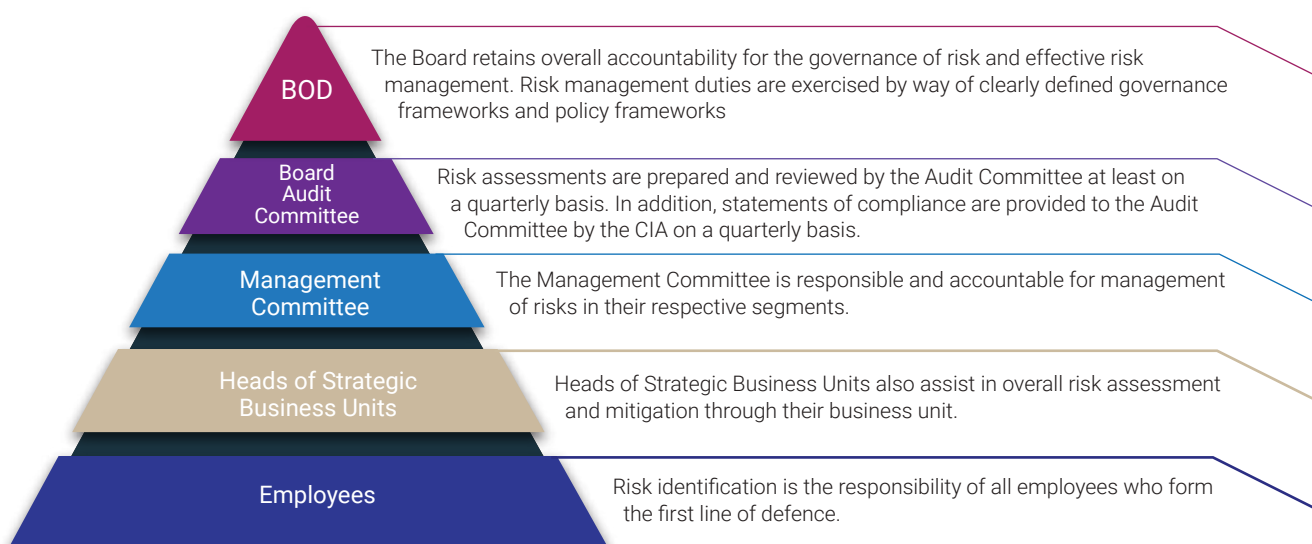 BOD
The Board retains overall accountability for the governance of risk and effective risk
management. Risk management duties are exercised by way of clearly defined governance
frameworks and policy frameworks
Board
Audit
Committee
Risk assessments are prepared and reviewed by the Audit Committee at least on
a quarterly basis. In addition, statements of compliance are provided to the Audit
Committee by the CIA on a quarterly basis.
Management
Committee
The Management Committee is responsible and accountable for management
of risks in their respective segments.
Heads of Strategic
Business Units
Heads of Strategic Business Units also assist in overall risk assessment
and mitigation through their business unit.
Employees
Risk identification is the responsibility of all employees who form
the first line of defence.